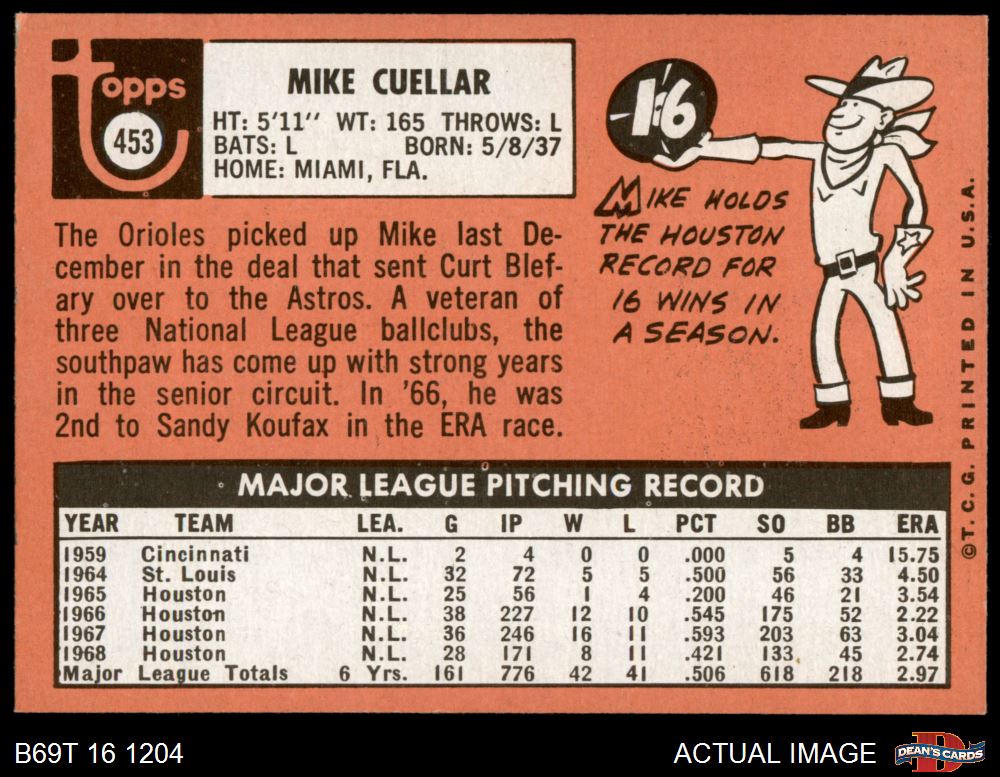 Topps
453
MIKE CUELLAR
HT: 5'11" WT: 165 THROWS: L
BATS: L BORN: 5/8/37
HOME: MIAMI, FLA.
16
MIKE HOLDS
THE HOUSTON
RECORD FOR
16 WINS IN
A SEASON.
The Orioles picked up Mike last De-
cember in the deal that sent Curt Blef-
ary over to the Astros. A veteran of
three National League ballclubs, the
southpaw has come up with strong years
in the senior circuit. In '66, he was
2nd to Sandy Koufax in the ERA race.
MAJOR LEAGUE PITCHING RECORD
YEAR TEAM LEA. G IP W L PCT SO BB ERA
1959 Cincinnati N.L. 2 4 0 0 .000 5 4 15.75
1964 St. Louis N.L. 32 72 5 5 .500 56 33 4.50
1965 Houston N.L. 25 56 1 4 .200 46 21 3.54
1966 Houston N.L. 38 227 12 10 .545 175 52 2.22
1967 Houston N.L. 36 246 16 11 .593 203 63 3.04
1968 Houston N.L. 28 171 8 11 .421 133 45 2.74
Major League Totals 6 Yrs. 161 776 42 41 .506 618 218 2.97
© T.C.G. PRINTED IN U.S.A.
B69T 16 1204
ACTUAL IMAGE
D
DEAN'S CARDS